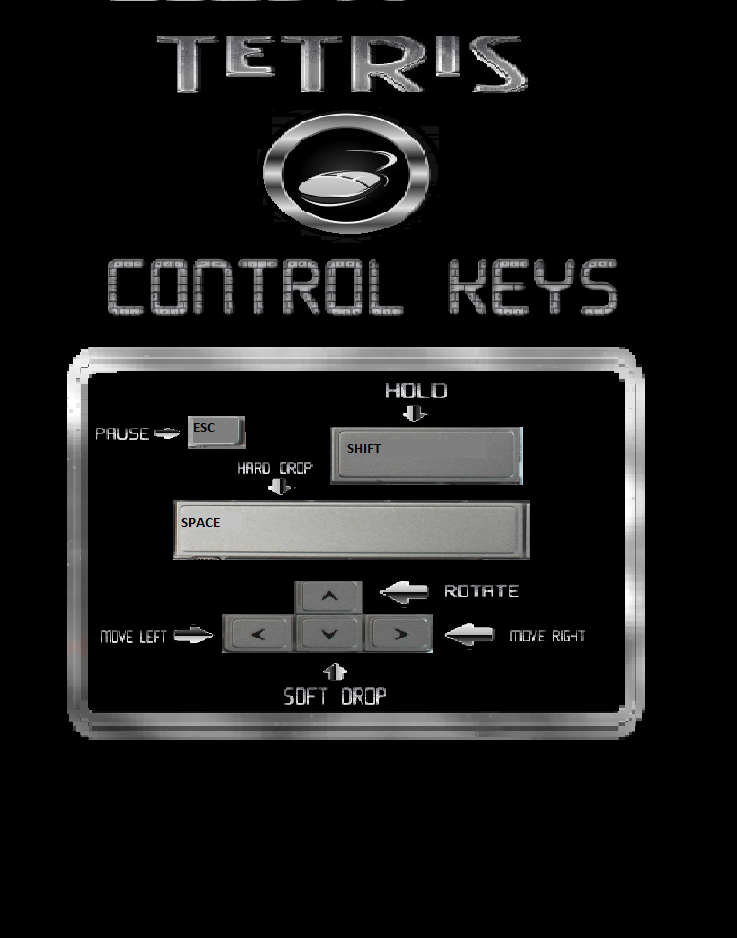 TETRIS
CONTROL KEYS
HOLD
PAUSE ESC
SHIFT
HARD DROP
SPACE
ROTATE
MOVE LEFT MOVE RIGHT
SOFT DROP